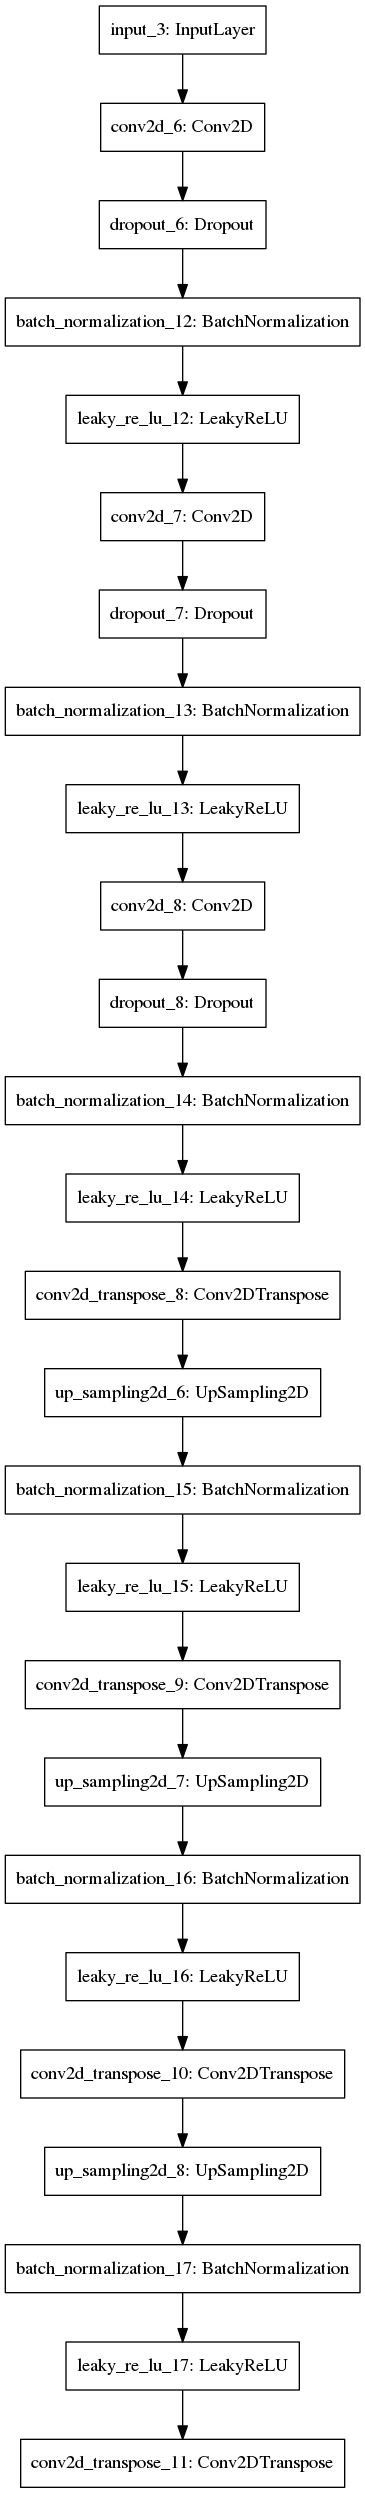 input_3: InputLayer
conv2d_6: Conv2D
dropout_6: Dropout
batch_normalization_12: BatchNormalization
leaky_re_lu_12: LeakyReLU
conv2d_7: Conv2D
dropout_7: Dropout
batch_normalization_13: BatchNormalization
leaky_re_lu_13: LeakyReLU
conv2d_8: Conv2D
dropout_8: Dropout
batch_normalization_14: BatchNormalization
leaky_re_lu_14: LeakyReLU
conv2d_transpose_8: Conv2DTranspose
up_sampling2d_6: UpSampling2D
batch_normalization_15: BatchNormalization
leaky_re_lu_15: LeakyReLU
conv2d_transpose_9: Conv2DTranspose
up_sampling2d_7: UpSampling2D
batch_normalization_16: BatchNormalization
leaky_re_lu_16: LeakyReLU
conv2d_transpose_10: Conv2DTranspose
up_sampling2d_8: UpSampling2D
batch_normalization_17: BatchNormalization
leaky_re_lu_17: LeakyReLU
conv2d_transpose_11: Conv2DTranspose